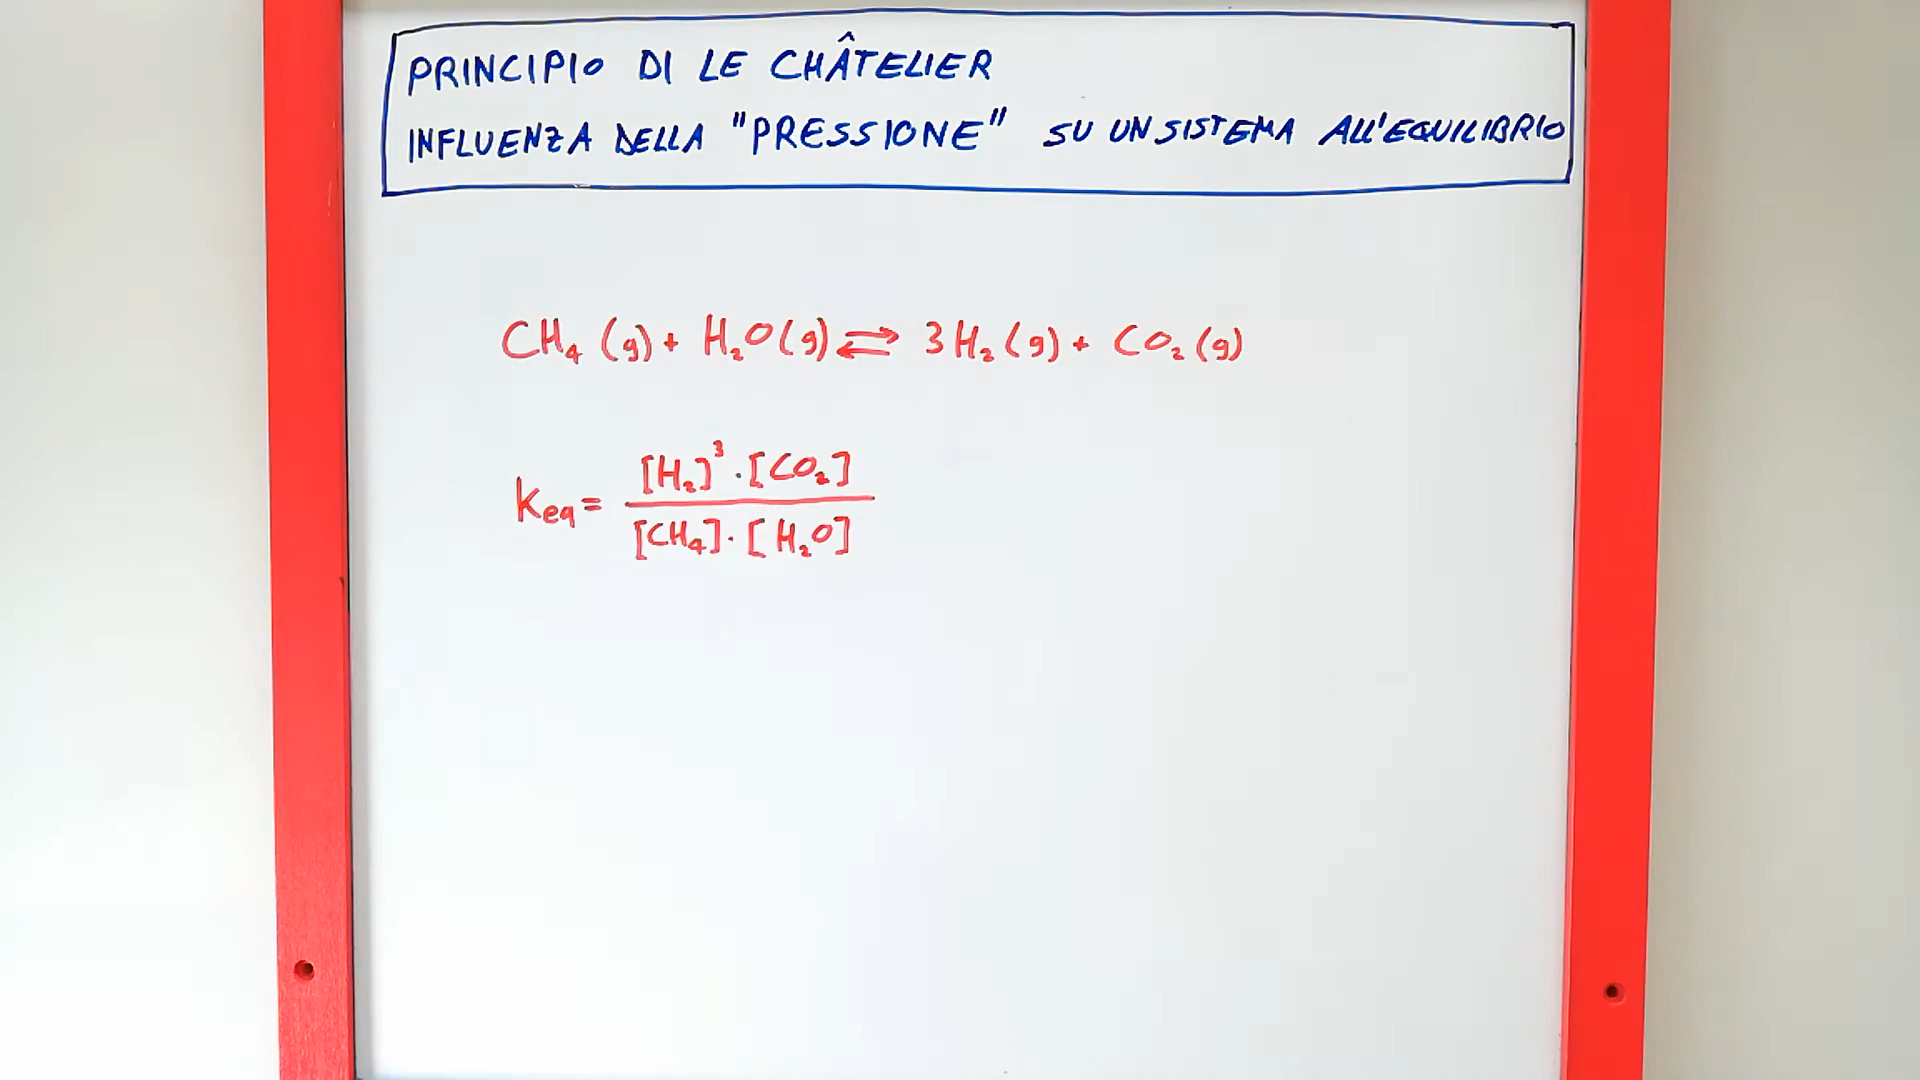 PRINCIPIO DI LE CHÂTELIER
INFLUENZA DELLA "PRESSIONE" SU UN SISTEMA ALL'EQUILIBRIO
CH₄ (g) + H₂O (g) ⇄ 3 H₂ (g) + CO₂ (g)
Keq = [H₂]³ · [CO₂]
[CH₄] · [H₂O]